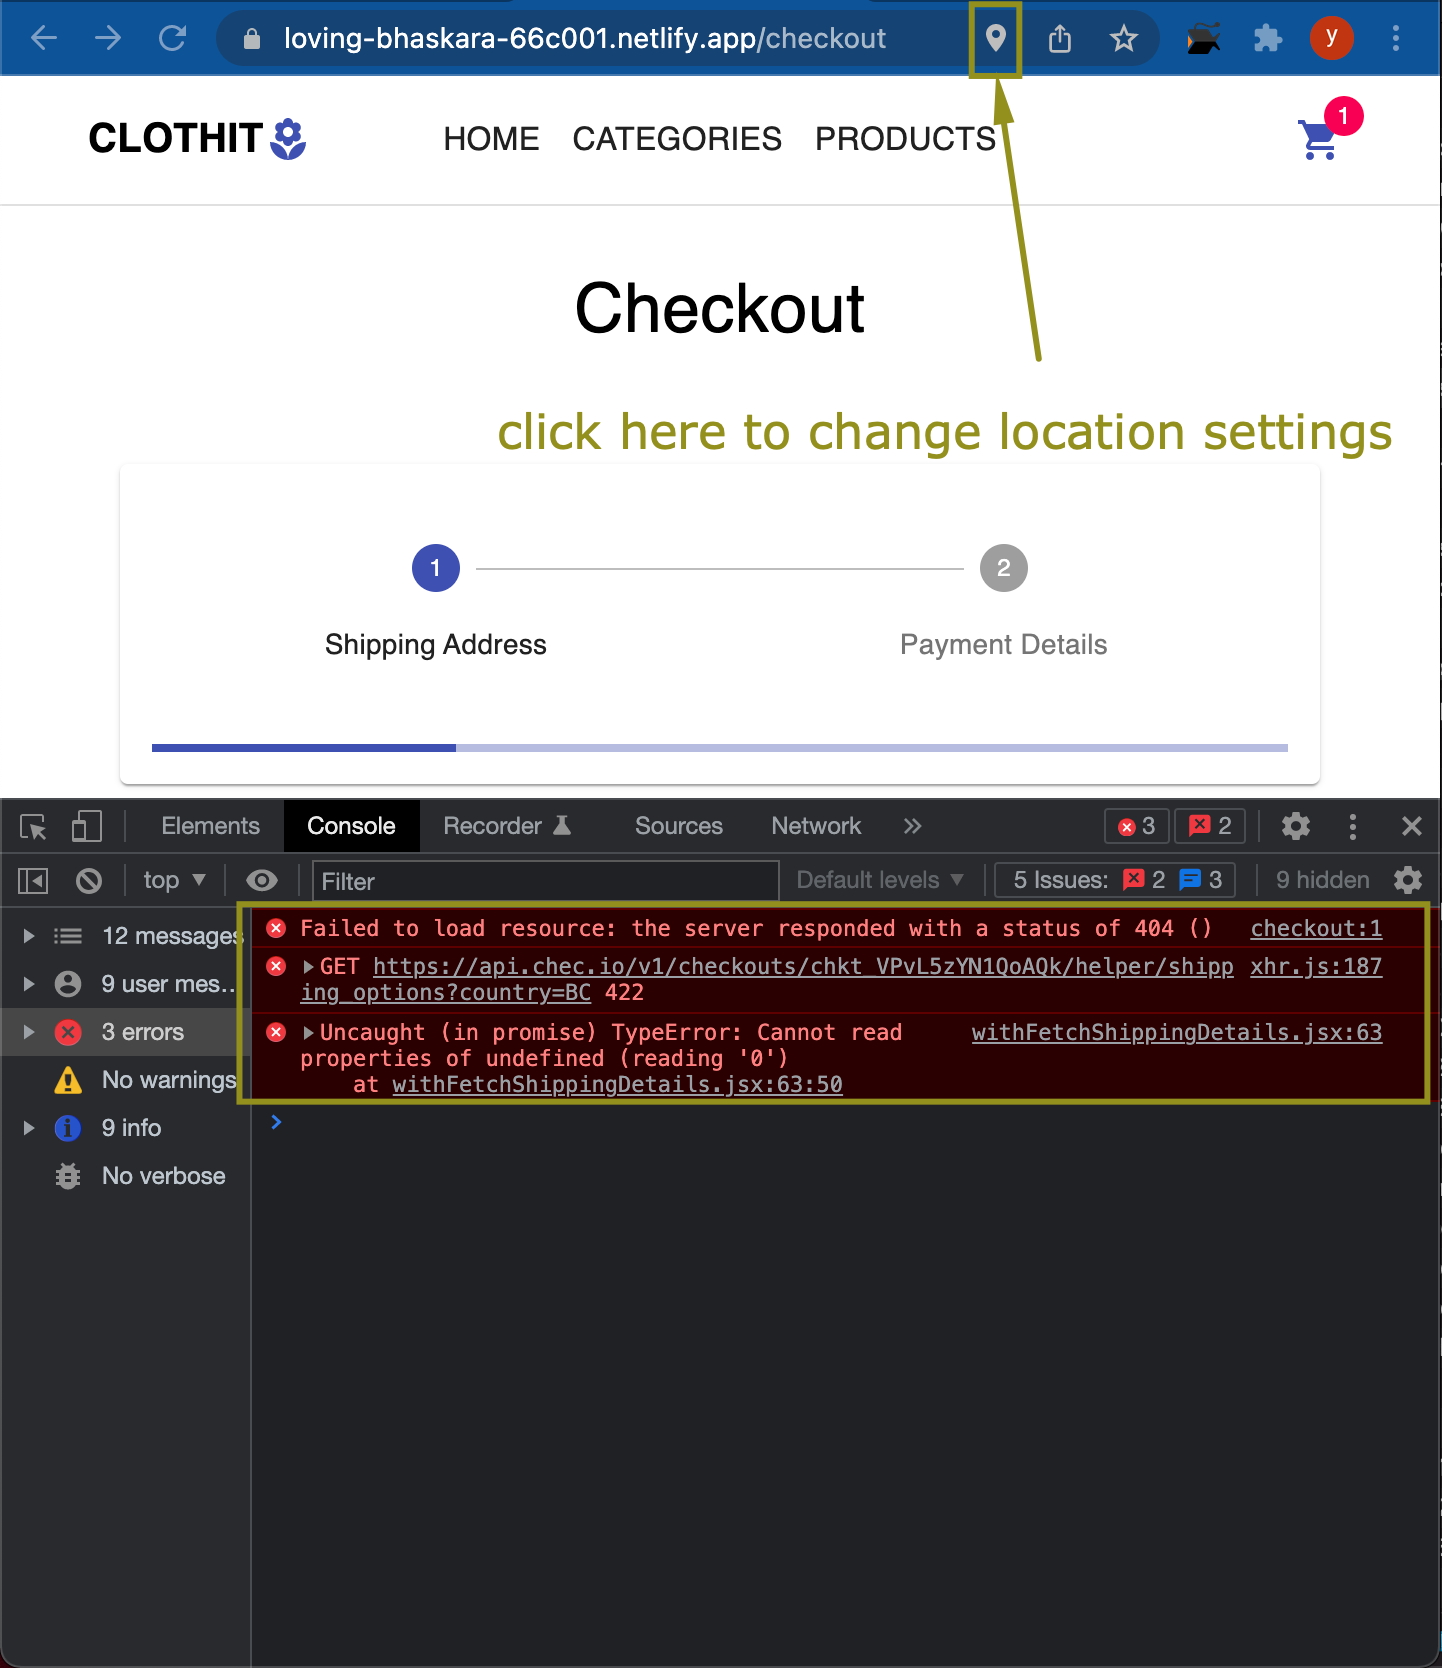 loving-bhaskara-66c001.netlify.app/checkout
y
CLOTHIT HOME CATEGORIES PRODUCTS 1
Checkout
click here to change location settings
1 2
Shipping Address Payment Details
Elements Console Recorder Sources Network 3 2
top Filter Default levels 5 Issues: 2 3 9 hidden
12 messages
9 user mes...
3 errors
No warnings
9 info
No verbose
Failed to load resource: the server responded with a status of 404 () checkout:1
GET https://api.chec.io/v1/checkouts/chkt_VPvL5zYN1QoAQk/helper/shipp xhr.js:187
ing_options?country=BC 422
Uncaught (in promise) TypeError: Cannot read withFetchShippingDetails.jsx:63
properties of undefined (reading '0')
at withFetchShippingDetails.jsx:63:50